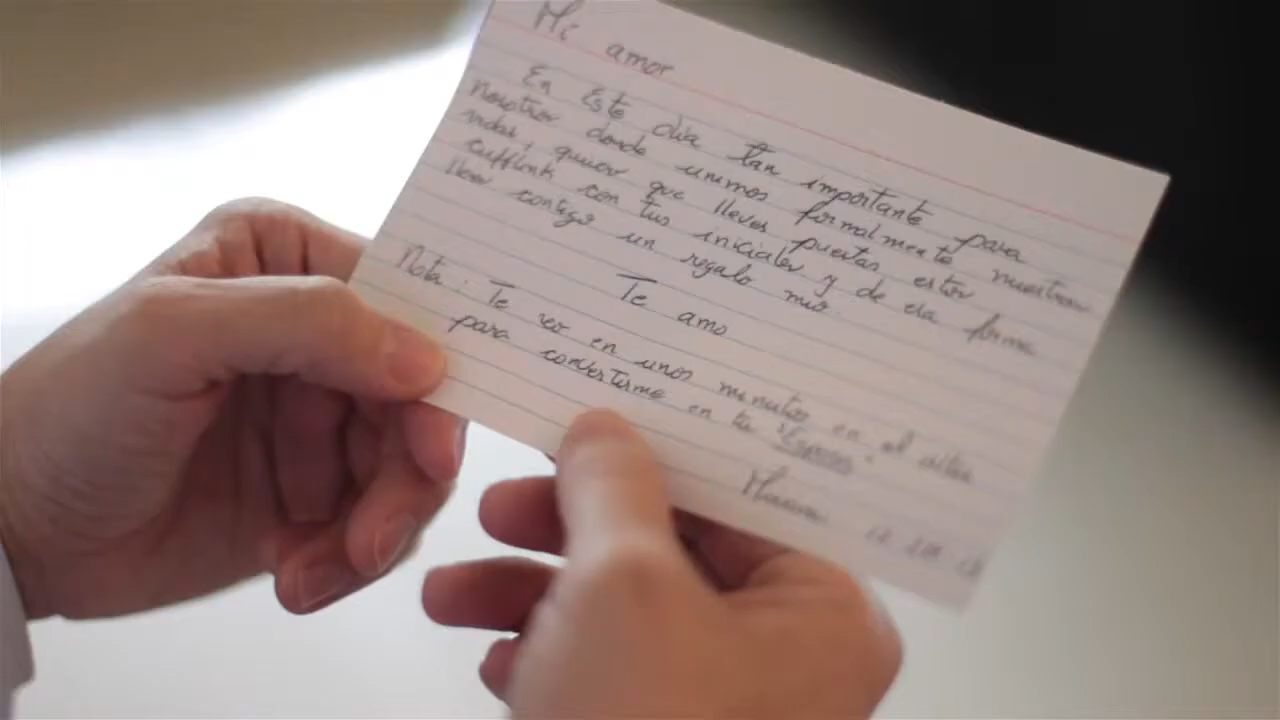 Mi amor
En Este día tan importante para
nosotros donde unimos formalmente nuestras
vidas, quiero que lleves puestas estos
cufflinks con tus iniciales y de esa forma
lleves contigo un regalo mio.
Te amo
Nota: Te veo en unos minutos en el altar
para convertirme en tu Esposa.